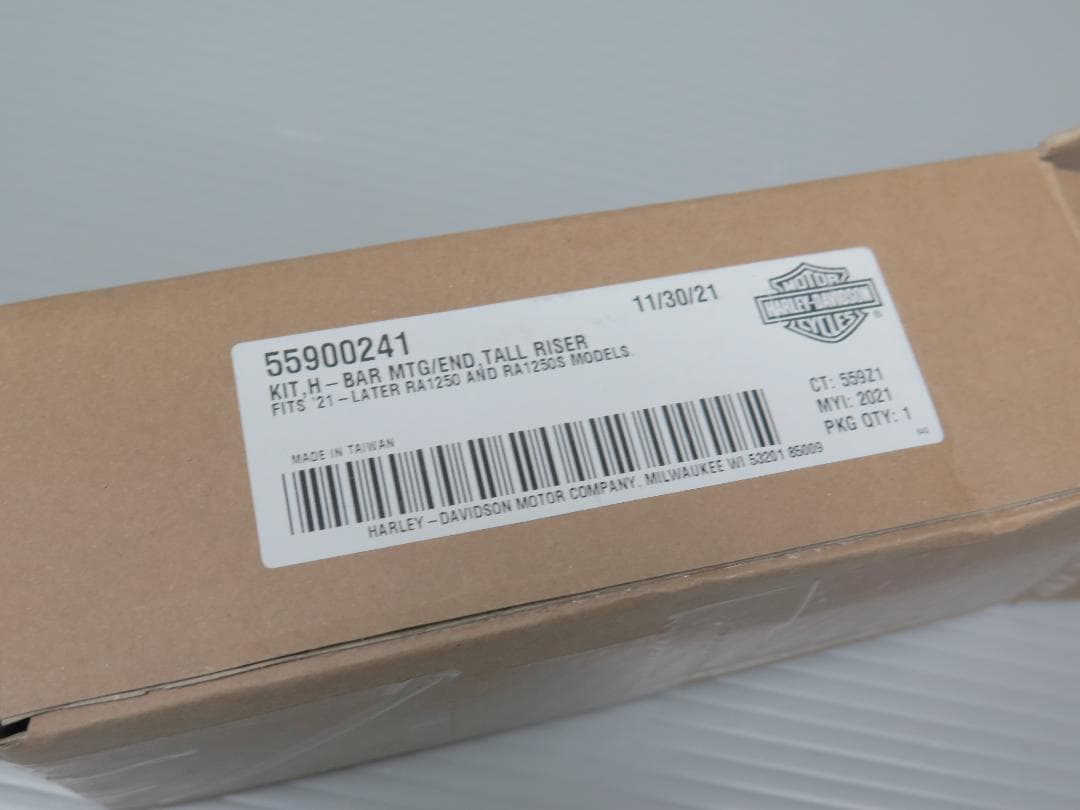 55900241
11/30/21
KIT,H-BAR MTG/END,TALL RISER
FITS '21-LATER RA1250 AND RA1250S MODELS.
MOTOR
HARLEY-DAVIDSON
CYCLES
®
CT: 559Z1
MYI: 2021
PKG QTY: 1
MADE IN TAIWAN
HARLEY-DAVIDSON MOTOR COMPANY. MILWAUKEE WI 53201 85009